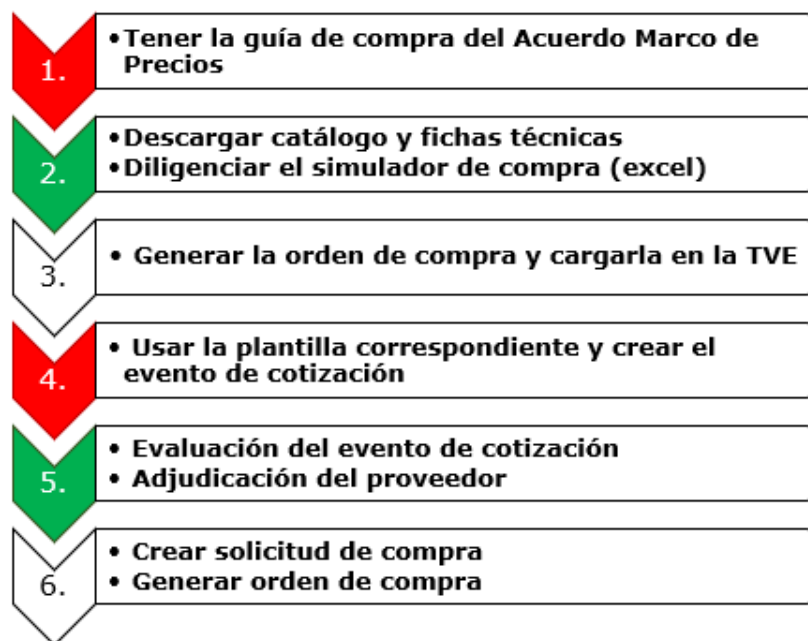 1.
•Tener la guía de compra del Acuerdo Marco de
Precios
2.
•Descargar catálogo y fichas técnicas
•Diligenciar el simulador de compra (excel)
3.
• Generar la orden de compra y cargarla en la TVE
4.
• Usar la plantilla correspondiente y crear el
evento de cotización
5.
• Evaluación del evento de cotización
• Adjudicación del proveedor
6.
• Crear solicitud de compra
• Generar orden de compra